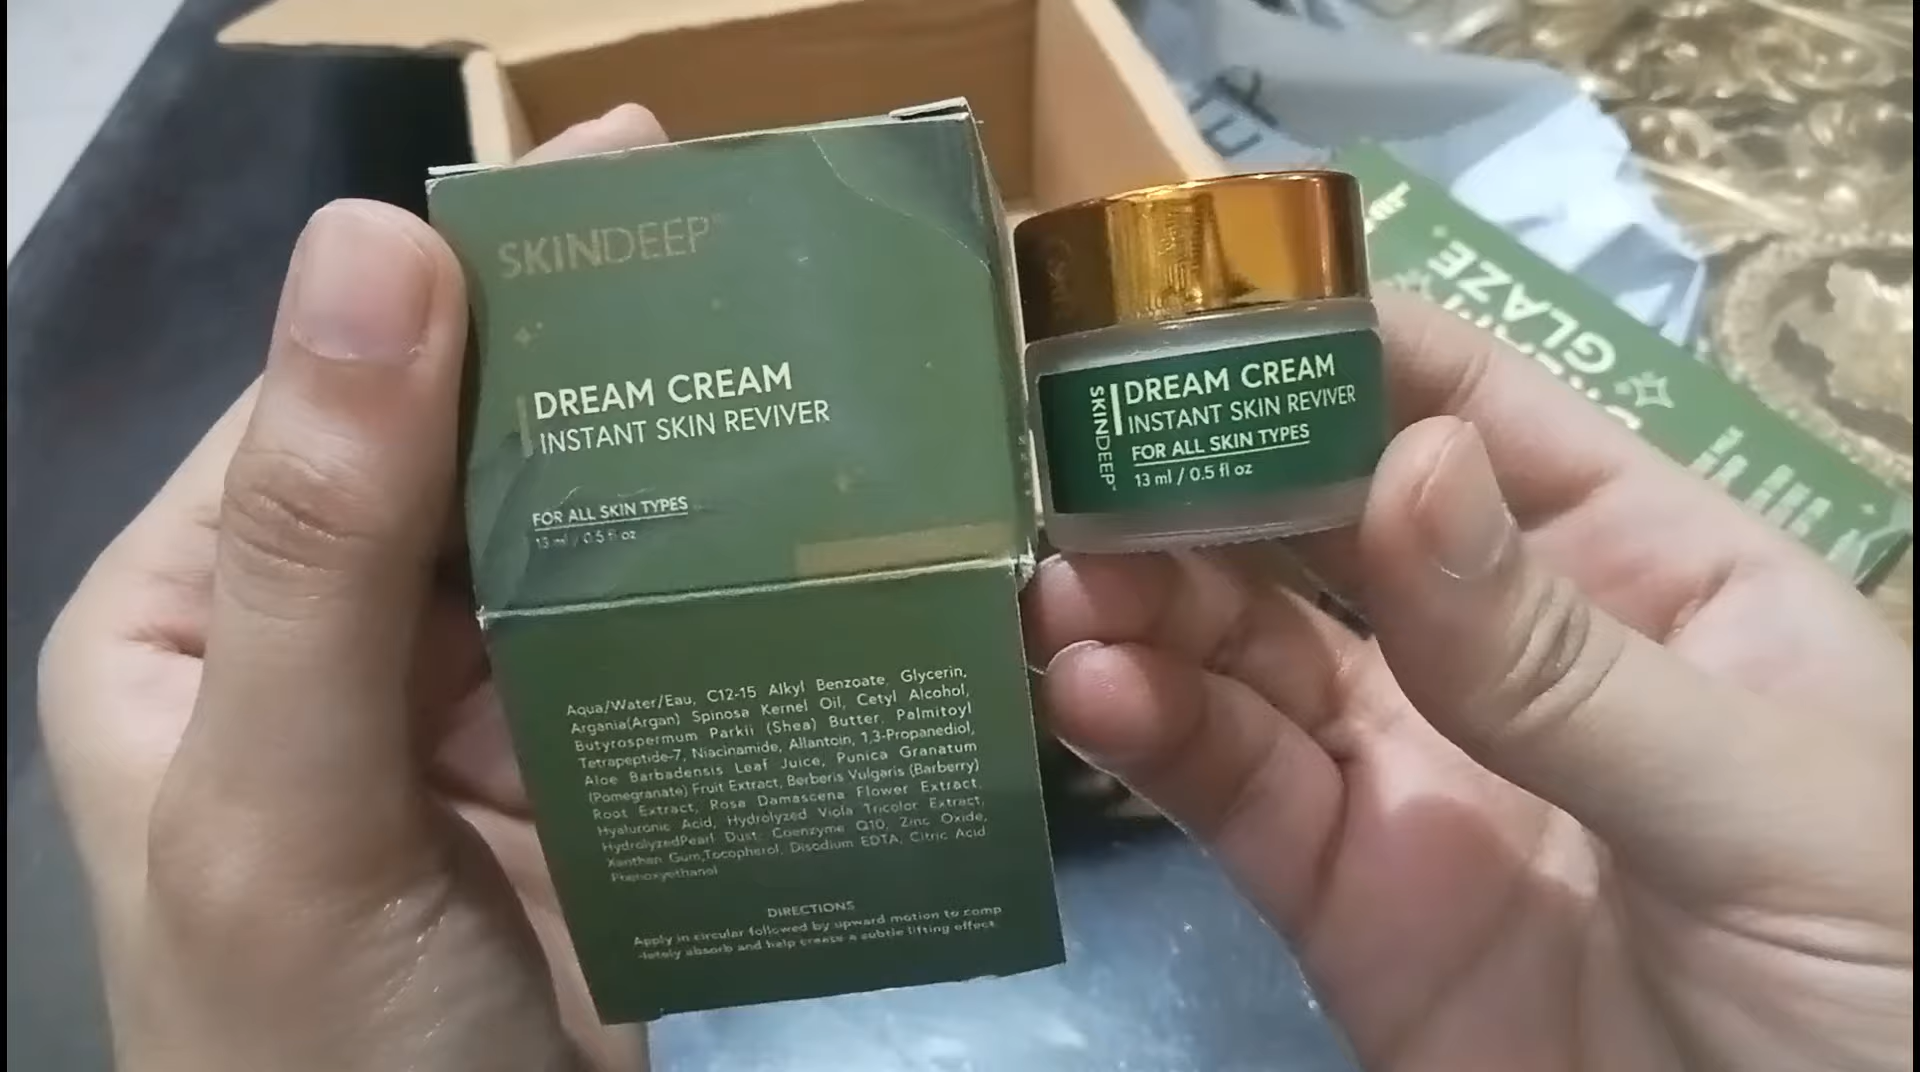 SKINDEEP™
DREAM CREAM
INSTANT SKIN REVIVER
FOR ALL SKIN TYPES
13 ml / 0.5 fl oz
Aqua/Water/Eau, C12-15 Alkyl Benzoate, Glycerin,
Argania(Argan) Spinosa Kernel Oil, Cetyl Alcohol,
Butyrospermum Parkii (Shea) Butter, Palmitoyl
Tetrapeptide-7, Niacinamide, Allantoin, 1,3-Propanediol,
Aloe Barbadensis Leaf Juice, Punica Granatum
(Pomegranate) Fruit Extract, Berberis Vulgaris (Barberry)
Root Extract, Rosa Damascena Flower Extract,
Hyaluronic Acid, Hydrolyzed Viola Tricolor Extract,
HydrolyzedPearl Dust, Coenzyme Q10, Zinc Oxide,
Xanthan Gum,Tocopherol, Disodium EDTA, Citric Acid
Phenoxyethanol
DIRECTIONS
Apply in circular followed by upward motion to comp
-letely absorb and help create a subtle lifting effect.
SKINDEEP™
DREAM CREAM
INSTANT SKIN REVIVER
FOR ALL SKIN TYPES
13 ml / 0.5 fl oz
GLAZE